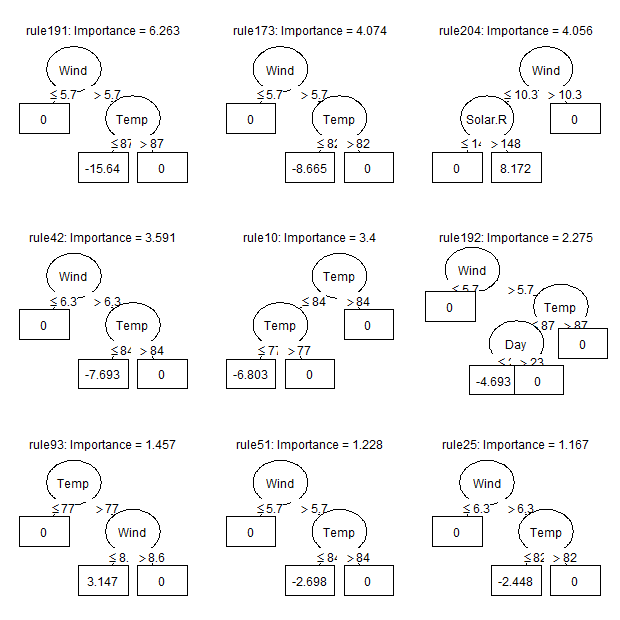 rule191: Importance = 6.263 rule173: Importance = 4.074 rule204: Importance = 4.056
Wind Wind Wind
≤ 5.7 > 5.7 ≤ 5.7 > 5.7 ≤ 10.3 > 10.3
0 Temp 0 Temp Solar.R 0
≤ 87 > 87 ≤ 82 > 82 > 148
-15.64 0 -8.665 0 0 8.172
rule42: Importance = 3.591 rule10: Importance = 3.4 rule192: Importance = 2.275
Wind Temp Wind
≤ 6.3 > 6.3 ≤ 84 > 84 ≤ 5.7 > 5.7
0 Temp Temp 0 0 Temp
≤ 84 > 84 ≤ 77 > 77 ≤ 87 > 87
Day 0
> 23
-7.693 0 -6.803 0 -4.693 0
rule93: Importance = 1.457 rule51: Importance = 1.228 rule25: Importance = 1.167
Temp Wind Wind
≤ 77 > 77 ≤ 5.7 > 5.7 ≤ 6.3 > 6.3
0 Wind 0 Temp 0 Temp
≤ 8. > 8.6 ≤ 84 > 84 ≤ 82 > 82
3.147 0 -2.698 0 -2.448 0